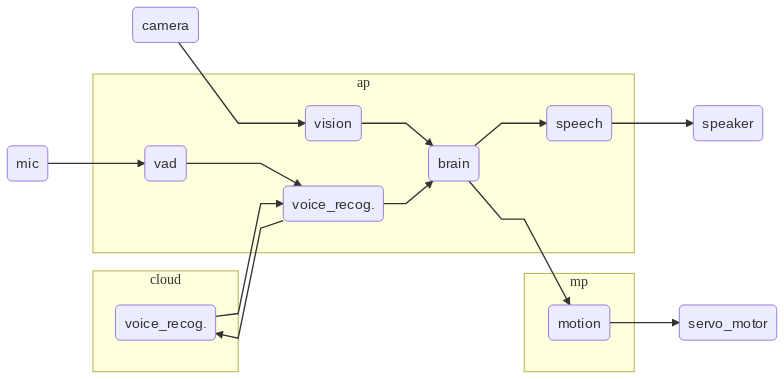 camera
ap
vision
speech
speaker
mic
vad
brain
voice_recog.
cloud
mp
voice_recog.
motion
servo_motor